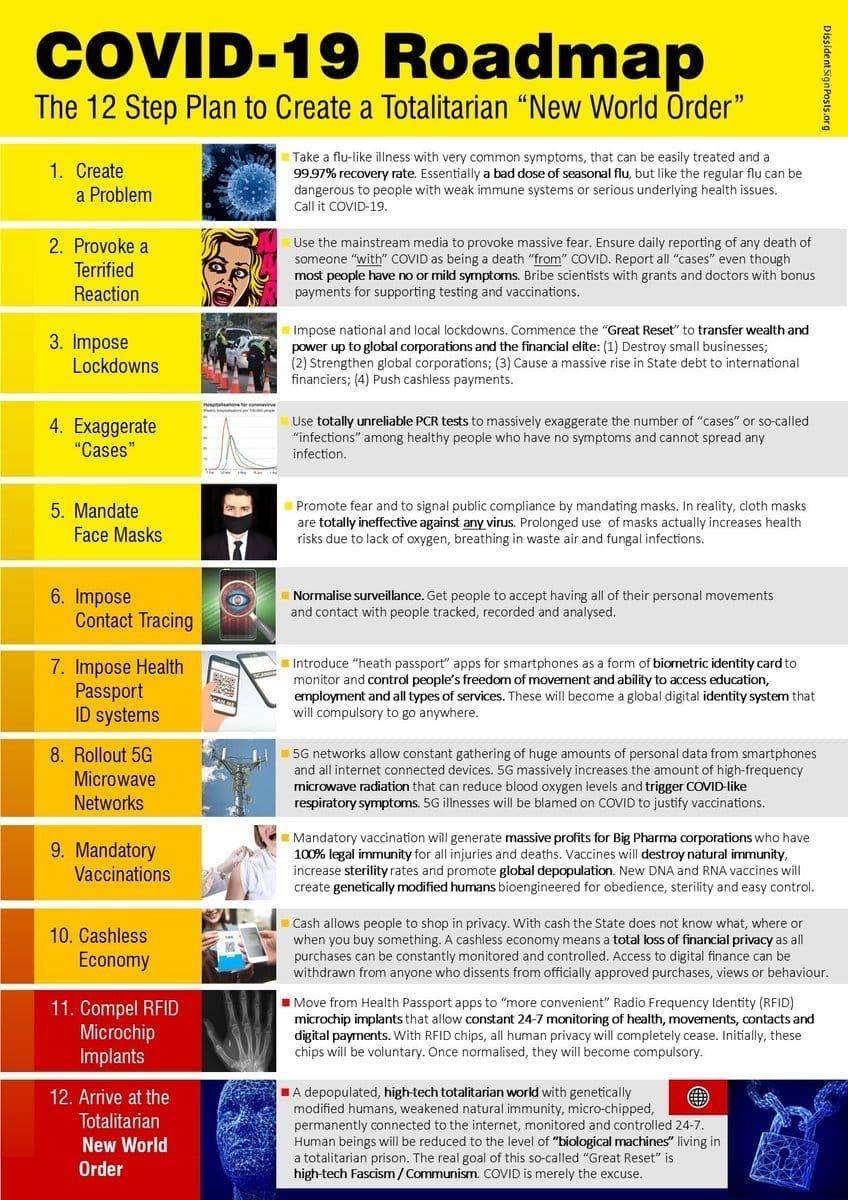 COVID-19 Roadmap
The 12 Step Plan to Create a Totalitarian “New World Order”
DissidentSignPosts.org
1. Create
a Problem
Take a flu-like illness with very common symptoms, that can be easily treated and a
99.97% recovery rate. Essentially a bad dose of seasonal flu, but like the regular flu can be
dangerous to people with weak immune systems or serious underlying health issues.
Call it COVID-19.
2. Provoke a
Terrified
Reaction
Use the mainstream media to provoke massive fear. Ensure daily reporting of any death of
someone “with” COVID as being a death “from” COVID. Report all “cases” even though
most people have no or mild symptoms. Bribe scientists with grants and doctors with bonus
payments for supporting testing and vaccinations.
3. Impose
Lockdowns
Impose national and local lockdowns. Commence the “Great Reset” to transfer wealth and
power up to global corporations and the financial elite: (1) Destroy small businesses;
(2) Strengthen global corporations; (3) Cause a massive rise in State debt to international
financiers; (4) Push cashless payments.
4. Exaggerate
“Cases”
Hospitalisations for coronavirus
Use totally unreliable PCR tests to massively exaggerate the number of “cases” or so-called
“infections” among healthy people who have no symptoms and cannot spread any
infection.
5. Mandate
Face Masks
Promote fear and to signal public compliance by mandating masks. In reality, cloth masks
are totally ineffective against any virus. Prolonged use of masks actually increases health
risks due to lack of oxygen, breathing in waste air and fungal infections.
6. Impose
Contact Tracing
Normalise surveillance. Get people to accept having all of their personal movements
and contact with people tracked, recorded and analysed.
7. Impose Health
Passport
ID systems
SCAN ME
Introduce “heath passport” apps for smartphones as a form of biometric identity card to
monitor and control people’s freedom of movement and ability to access education,
employment and all types of services. These will become a global digital identity system that
will compulsory to go anywhere.
8. Rollout 5G
Microwave
Networks
5G networks allow constant gathering of huge amounts of personal data from smartphones
and all internet connected devices. 5G massively increases the amount of high-frequency
microwave radiation that can reduce blood oxygen levels and trigger COVID-like
respiratory symptoms. 5G illnesses will be blamed on COVID to justify vaccinations.
9. Mandatory
Vaccinations
Mandatory vaccination will generate massive profits for Big Pharma corporations who have
100% legal immunity for all injuries and deaths. Vaccines will destroy natural immunity,
increase sterility rates and promote global depopulation. New DNA and RNA vaccines will
create genetically modified humans bioengineered for obedience, sterility and easy control.
10. Cashless
Economy
Cash allows people to shop in privacy. With cash the State does not know what, where or
when you buy something. A cashless economy means a total loss of financial privacy as all
purchases can be constantly monitored and controlled. Access to digital finance can be
withdrawn from anyone who dissents from officially approved purchases, views or behaviour.
11. Compel RFID
Microchip
Implants
Move from Health Passport apps to “more convenient” Radio Frequency Identity (RFID)
microchip implants that allow constant 24-7 monitoring of health, movements, contacts and
digital payments. With RFID chips, all human privacy will completely cease. Initially, these
chips will be voluntary. Once normalised, they will become compulsory.
12. Arrive at the
Totalitarian
New World
Order
A depopulated, high-tech totalitarian world with genetically
modified humans, weakened natural immunity, micro-chipped,
permanently connected to the internet, monitored and controlled 24-7.
Human beings will be reduced to the level of “biological machines” living in
a totalitarian prison. The real goal of this so-called “Great Reset” is
high-tech Fascism / Communism. COVID is merely the excuse.